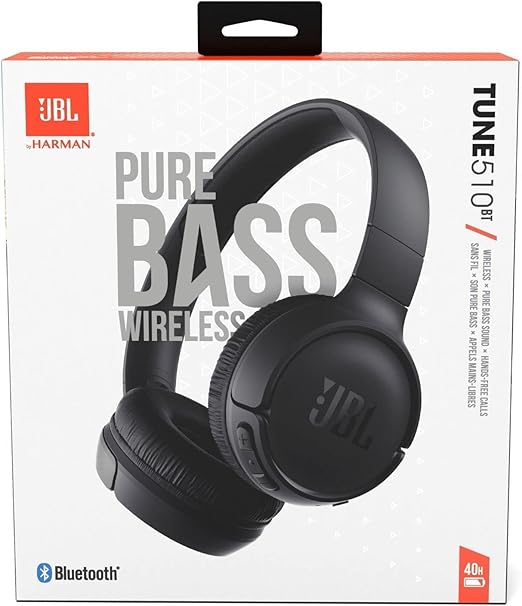 JBL
by HARMAN
PURE
BASS
WIRELESS
TUNE510BT
WIRELESS × PURE BASS SOUND × HANDS-FREE CALLS
SANS FIL × SON PURE BASS × APPELS MAINS-LIBRES
JBL
+
Bluetooth®
40H